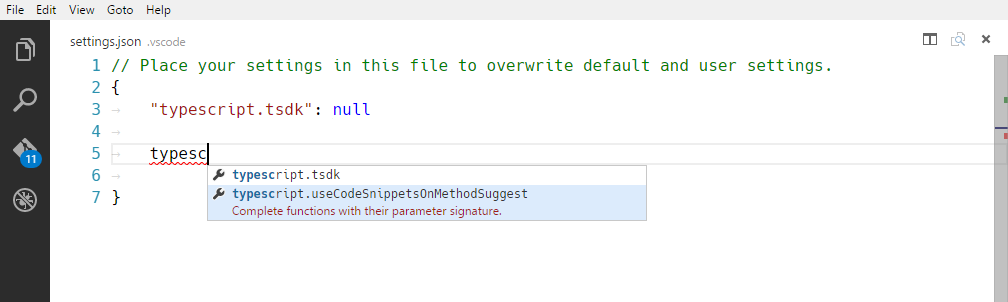 File Edit View Goto Help
settings.json .vscode
1 // Place your settings in this file to overwrite default and user settings.
2 {
3 "typescript.tsdk": null
4
5 typesc
typescript.tsdk
6
typescript.useCodeSnippetsOnMethodSuggest
7 }
Complete functions with their parameter signature.
11